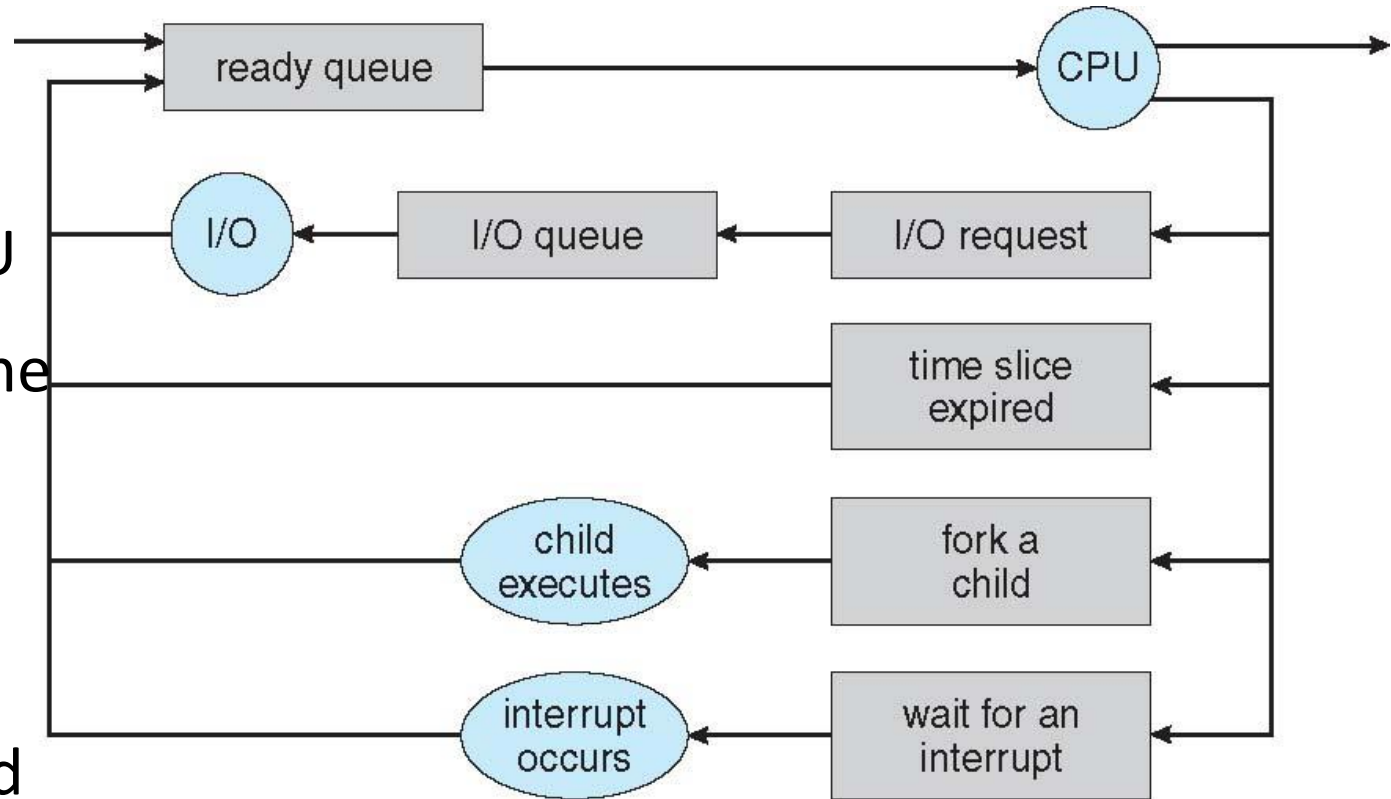 ready queue
CPU
I/O
I/O queue
I/O request
time slice
expired
child
executes
fork a
child
interrupt
occurs
wait for an
interrupt